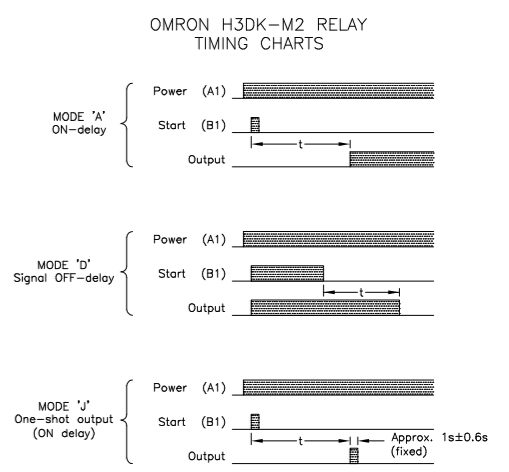 OMRON H3DK-M2 RELAY
TIMING CHARTS
MODE 'A'
ON-delay
Power (A1)
Start (B1)
t
Output
MODE 'D'
Signal OFF-delay
Power (A1)
Start (B1)
t
Output
MODE 'J'
One-shot output
(ON delay)
Power (A1)
Start (B1)
t
Approx. 1s±0.6s
(fixed)
Output